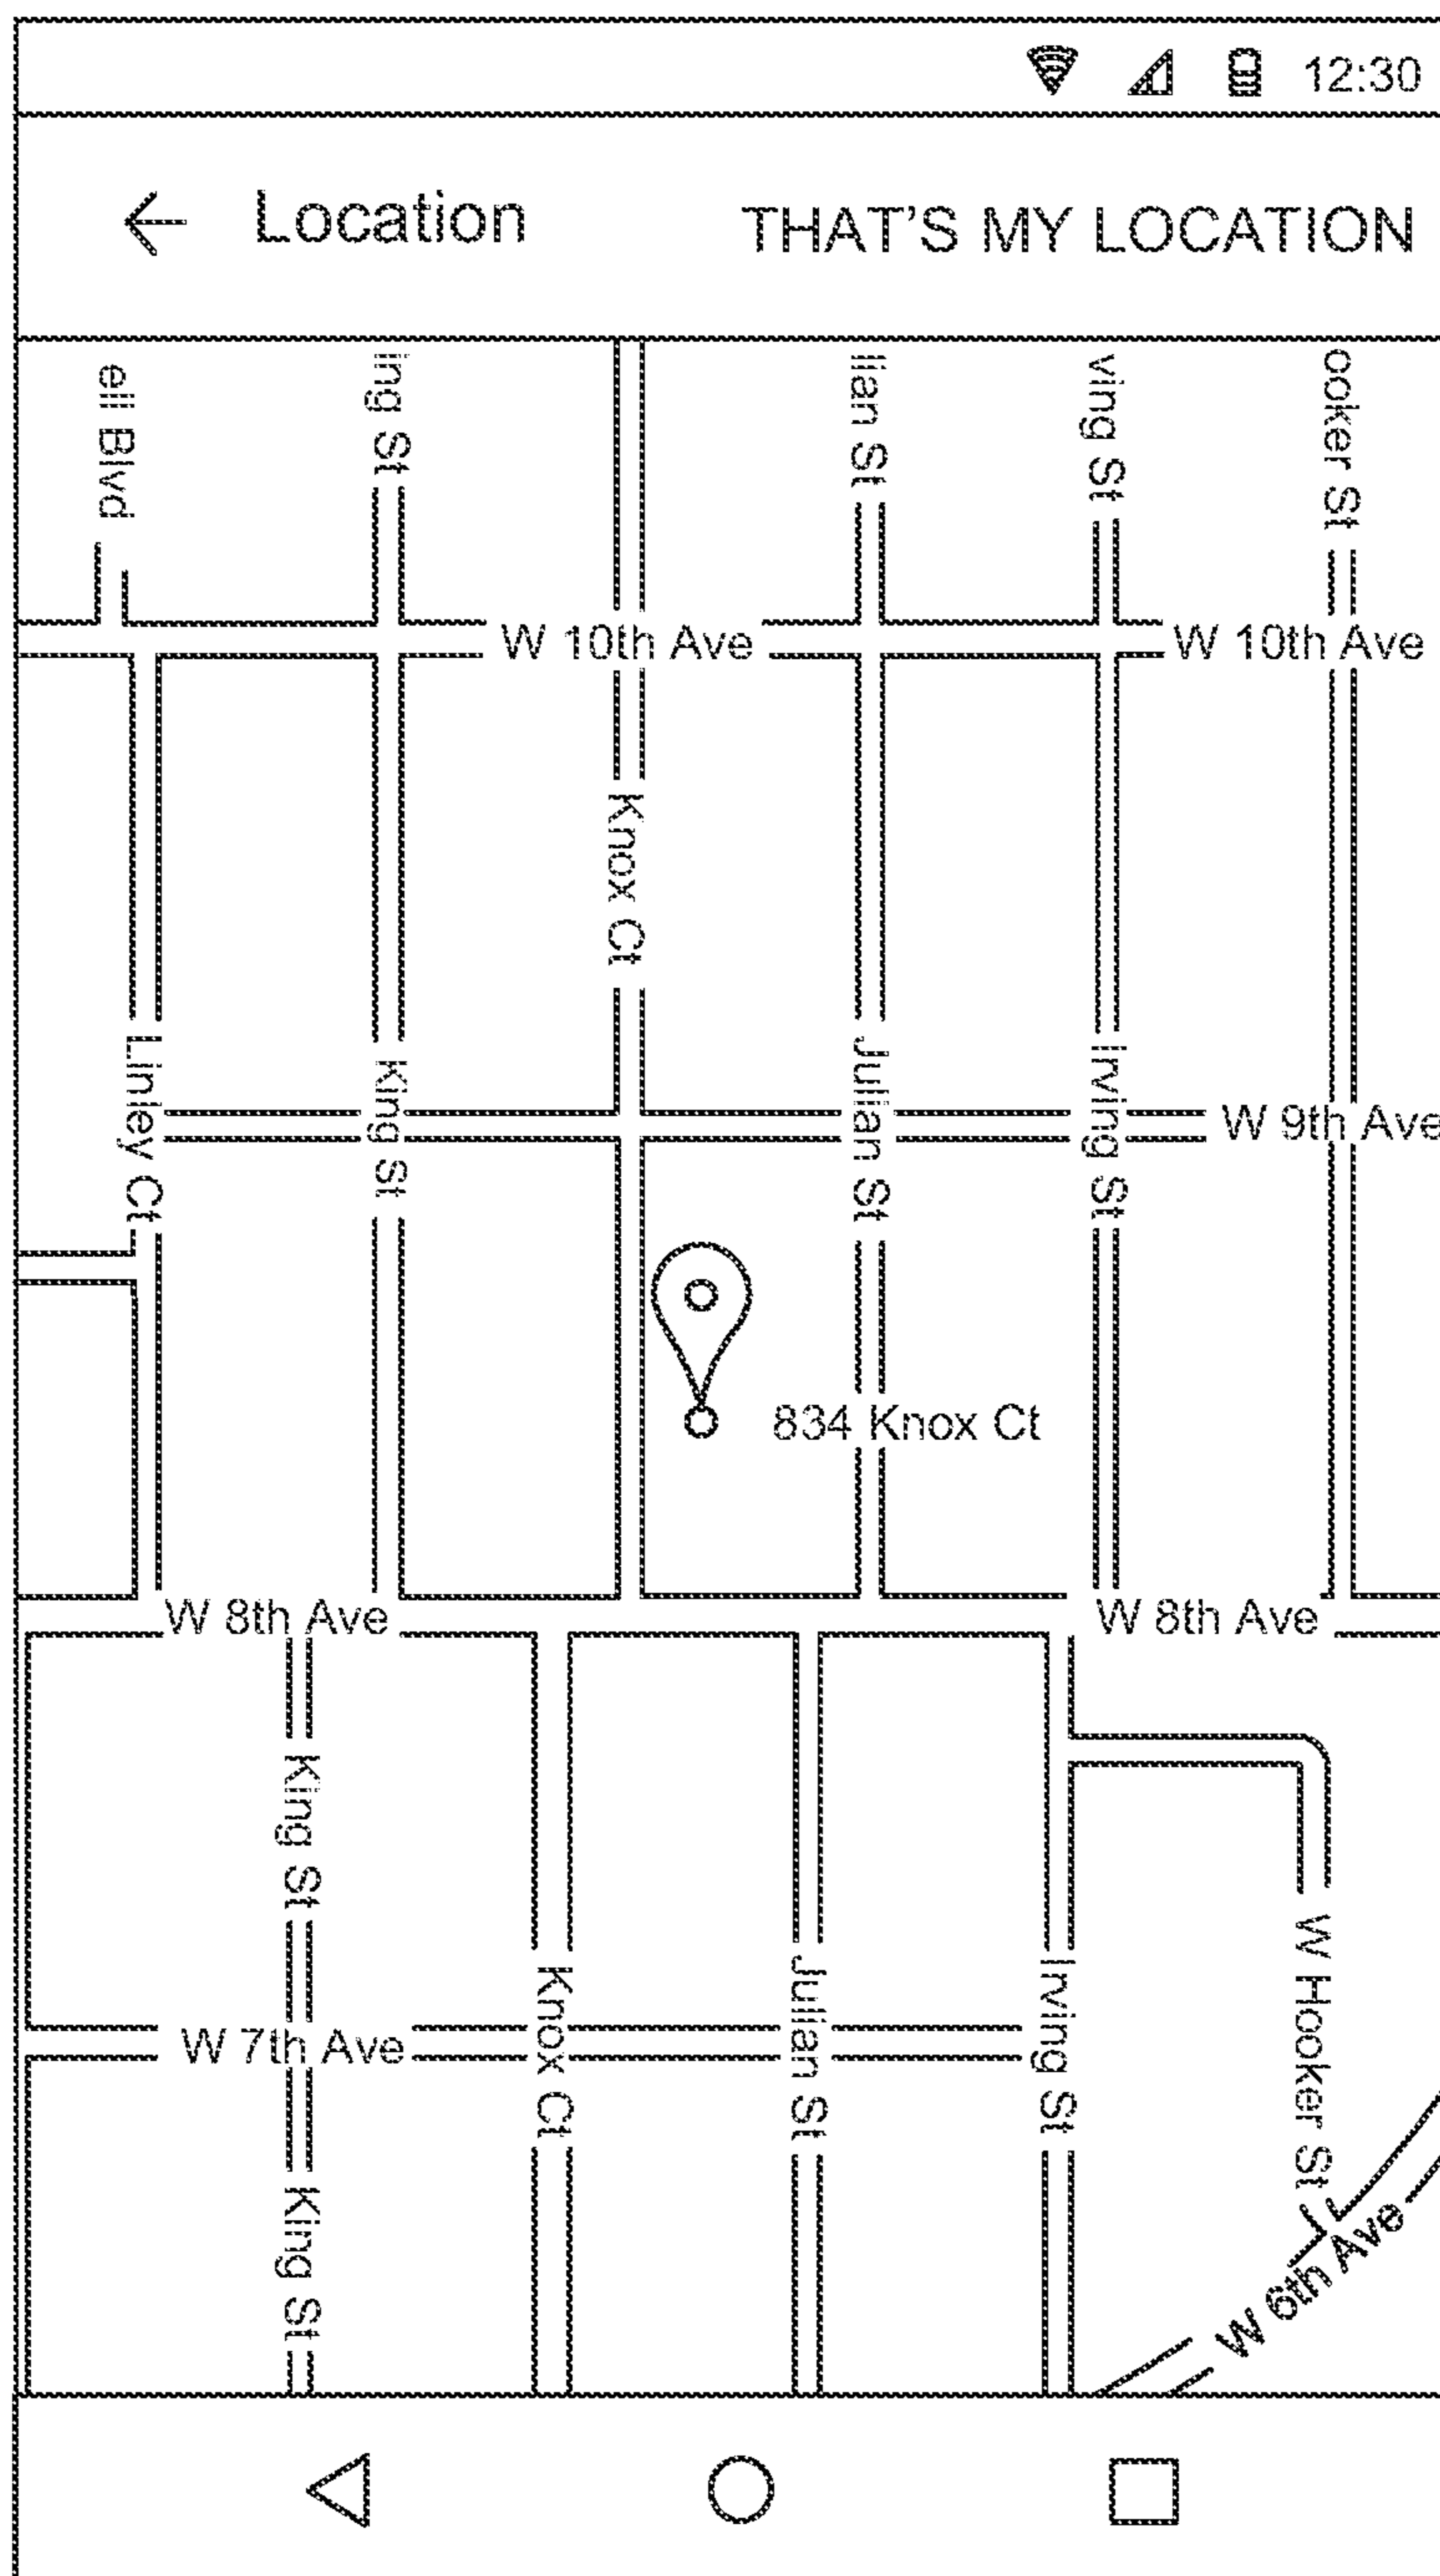 12:30
Location
THAT'S MY LOCATION
ell Blvd
ing St
lian St
ving St
ooker St
W 10th Ave
W 10th Ave
Knox Ct
Linley Ct
King St
Julian St
Irving St
W 9th Ave
834 Knox Ct
W 8th Ave
W 8th Ave
King St
W Hooker St
Knox Ct
Julian St
Irving St
W 7th Ave
King St
W 6th Ave